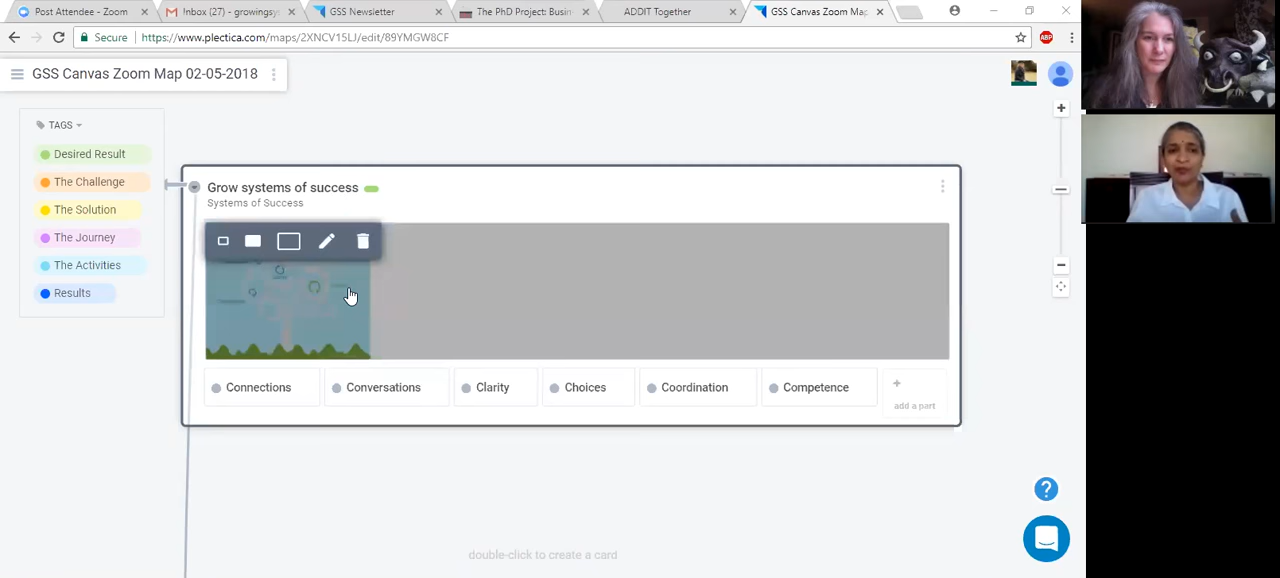 Post Attendee - Zoom
Inbox (27) - growingsys
GSS Newsletter
The PhD Project: Busin
ADDIT Together
GSS Canvas Zoom Map
Secure
https://www.plectica.com/maps/2XNCV15LJ/edit/89YMGW8CF
ABP
GSS Canvas Zoom Map 02-05-2018
TAGS
Desired Result
The Challenge
The Solution
The Journey
The Activities
Results
Grow systems of success
Systems of Success
Connections
Conversations
Clarity
Choices
Coordination
Competence
add a part
double-click to create a card